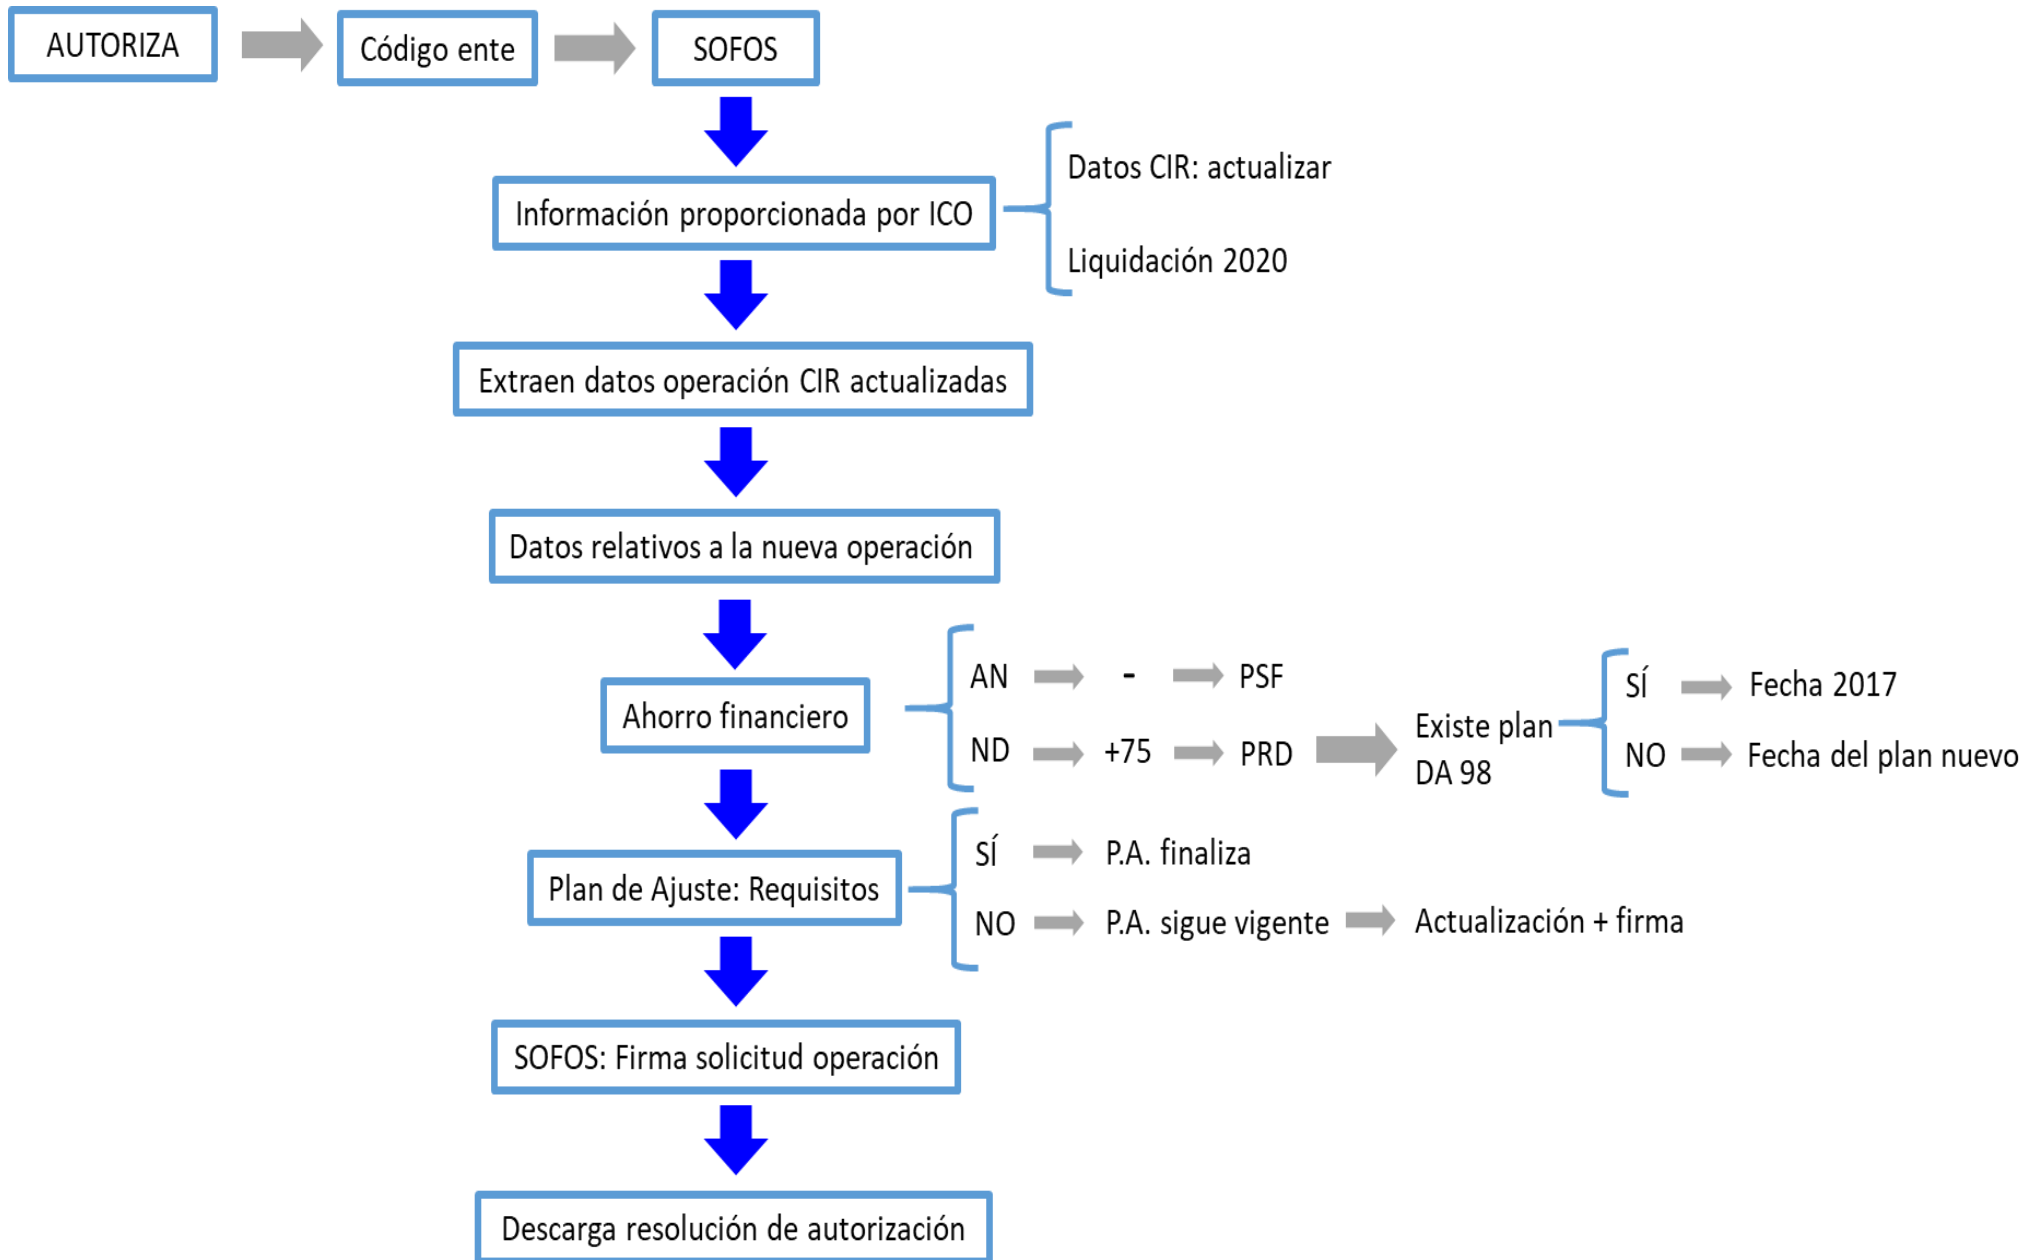 AUTORIZA
Código ente
SOFOS
Información proporcionada por ICO
Datos CIR: actualizar
Liquidación 2020
Extraen datos operación CIR actualizadas
Datos relativos a la nueva operación
Ahorro financiero
AN - PSF
ND +75 PRD
Existe plan
DA 98
SÍ Fecha 2017
NO Fecha del plan nuevo
Plan de Ajuste: Requisitos
SÍ P.A. finaliza
NO P.A. sigue vigente Actualización + firma
SOFOS: Firma solicitud operación
Descarga resolución de autorización